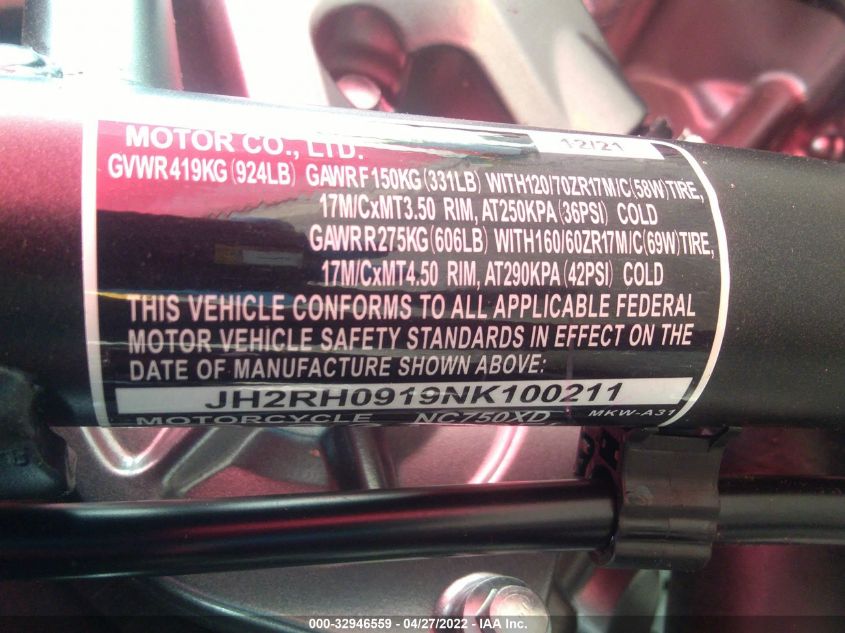 MOTOR CO., LTD. 12/21
GVWR419KG(924LB) GAWRF150KG(331LB) WITH120/70ZR17M/C(58W)TIRE,
17M/CxMT3.50 RIM, AT250KPA(36PSI) COLD
GAWRR275KG(606LB) WITH160/60ZR17M/C(69W)TIRE,
17M/CxMT4.50 RIM, AT290KPA(42PSI) COLD
THIS VEHICLE CONFORMS TO ALL APPLICABLE FEDERAL
MOTOR VEHICLE SAFETY STANDARDS IN EFFECT ON THE
DATE OF MANUFACTURE SHOWN ABOVE:
JH2RH0919NK100211
MOTORCYCLE NC750XD, MKW-A31
000-32946559 - 04/27/2022 - IAA Inc.